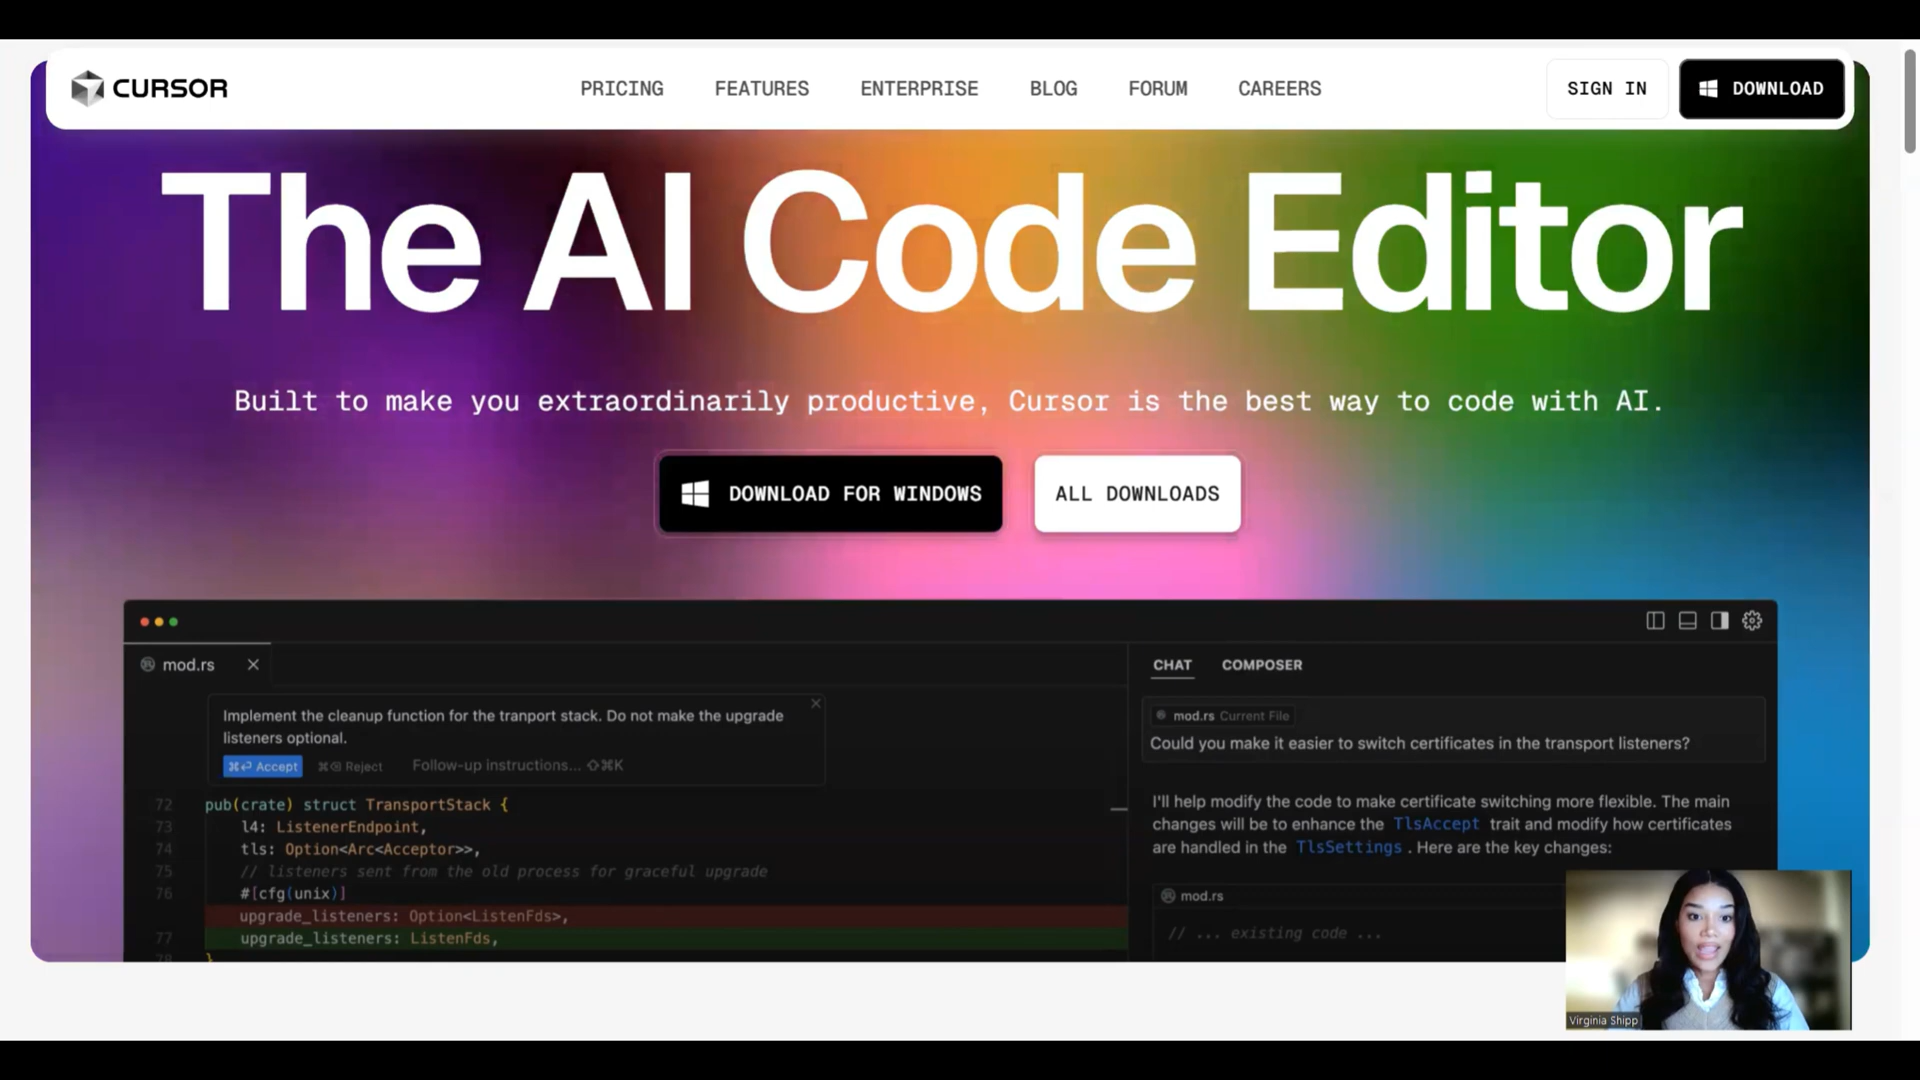 CURSOR
PRICING FEATURES ENTERPRISE BLOG FORUM CAREERS
SIGN IN
DOWNLOAD
The AI Code Editor
Built to make you extraordinarily productive, Cursor is the best way to code with AI.
DOWNLOAD FOR WINDOWS
ALL DOWNLOADS
mod.rs
Implement the cleanup function for the tranport stack. Do not make the upgrade
listeners optional.
⌘⏎ Accept ⌘⌫ Reject Follow-up instructions... ⇧⌘K
72 pub(crate) struct TransportStack {
73 l4: ListenerEndpoint,
74 tls: Option<Arc<Acceptor>>,
75 // listeners sent from the old process for graceful upgrade
76 #[cfg(unix)]
upgrade_listeners: Option<ListenFds>,
77 upgrade_listeners: ListenFds,
78 }
CHAT COMPOSER
mod.rs Current File
Could you make it easier to switch certificates in the transport listeners?
I'll help modify the code to make certificate switching more flexible. The main
changes will be to enhance the TlsAccept trait and modify how certificates
are handled in the TlsSettings . Here are the key changes:
mod.rs
// ... existing code ...
Virginia Shipp